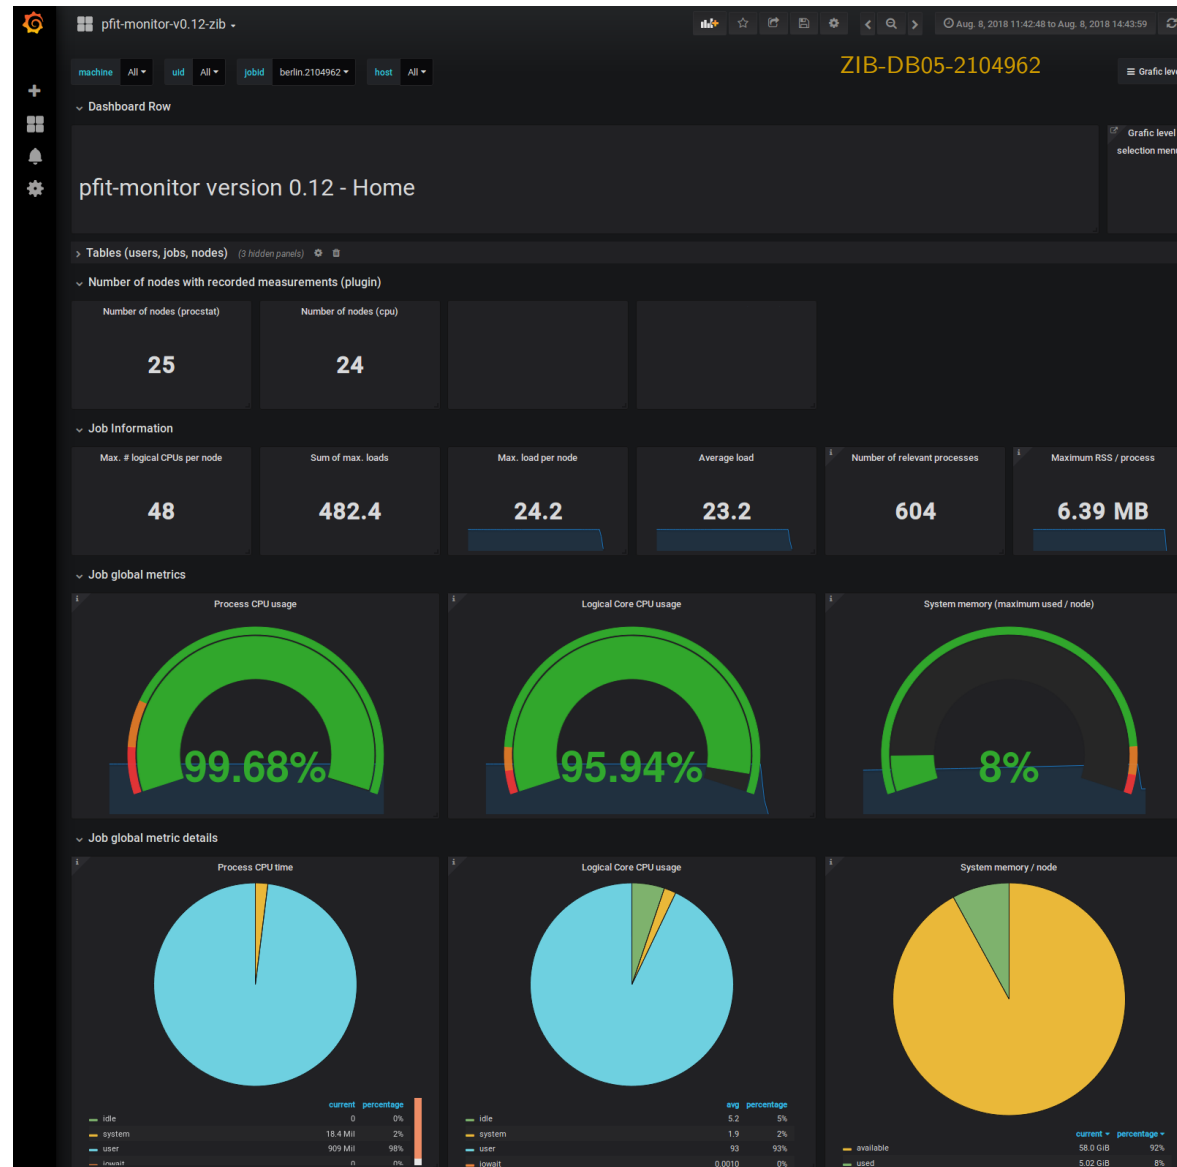 pfit-monitor-v0.12-zib
Aug. 8, 2018 11:42:48 to Aug. 8, 2018 14:43:59
machine All uid All jobid berlin.2104962 host All
ZIB-DB05-2104962
Grafic leve
Dashboard Row
Grafic level
selection menu
pfit-monitor version 0.12 - Home
Tables (users, jobs, nodes) (3 hidden panels)
Number of nodes with recorded measurements (plugin)
Number of nodes (procstat) Number of nodes (cpu)
25 24
Job Information
Max. # logical CPUs per node Sum of max. loads Max. load per node Average load Number of relevant processes Maximum RSS / process
48 482.4 24.2 23.2 604 6.39 MB
Job global metrics
Process CPU usage Logical Core CPU usage System memory (maximum used / node)
99.68% 95.94% 8%
Job global metric details
Process CPU time Logical Core CPU usage System memory / node
current percentage
idle 0 0%
system 18.4 Mil 2%
user 909 Mil 98%
iowait 0 0%
avg percentage
idle 5.2 5%
system 1.9 2%
user 93 93%
iowait 0.0010 0%
current percentage
available 58.0 GiB 92%
used 5.02 GiB 8%